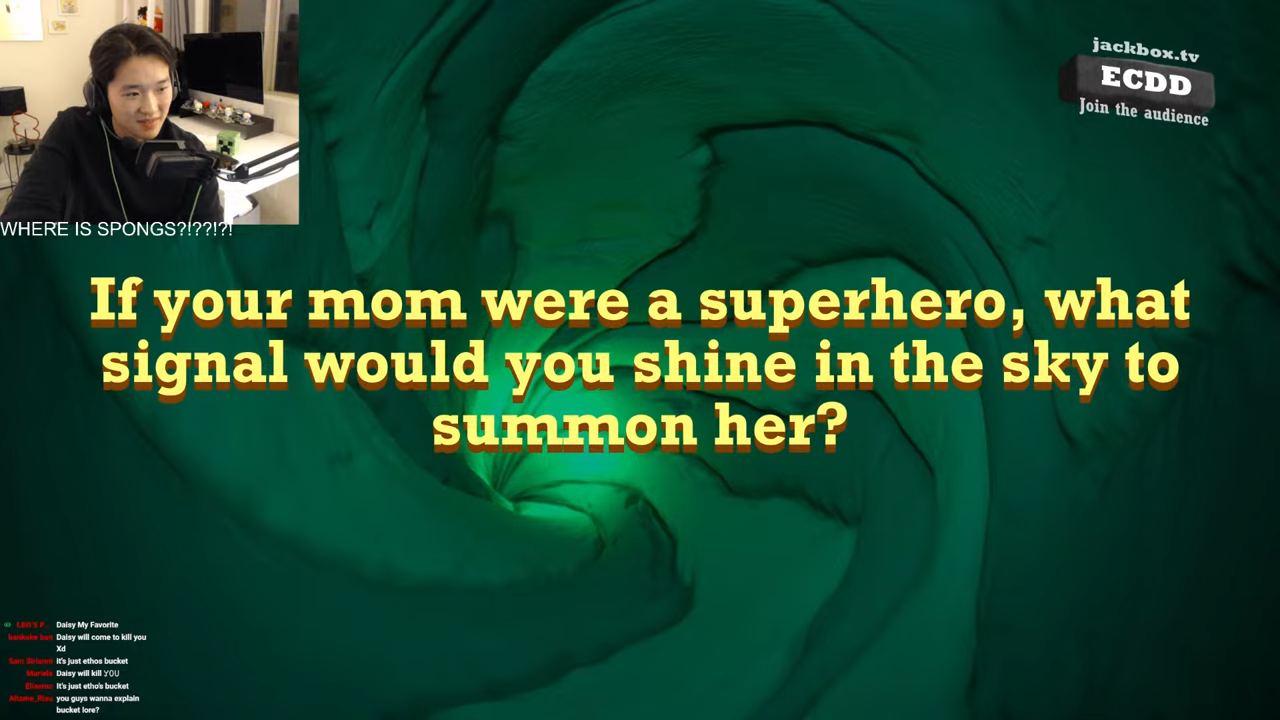 jackbox.tv
ECDD
Join the audience
WHERE IS SPONGS?!??!?!
If your mom were a superhero, what
signal would you shine in the sky to
summon her?
Daisy My Favorite
Daisy will come to kill you
Xd
It's just ethos bucket
Daisy will kill YOU
It's just etho's bucket
you guys wanna explain
bucket lore?